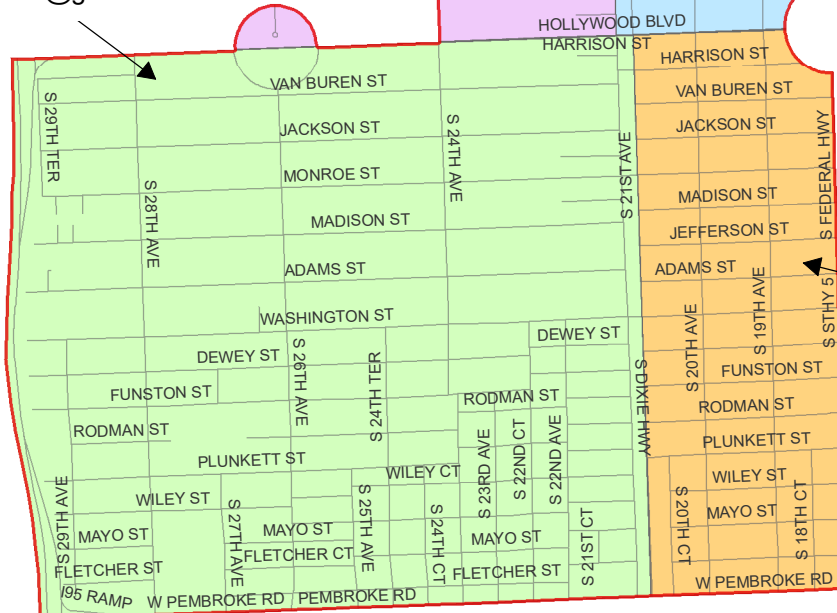 HOLLYWOOD BLVD
HARRISON ST
HARRISON ST
VAN BUREN ST
VAN BUREN ST
S 29TH TER
JACKSON ST
S 24TH AVE
S 21ST AVE
JACKSON ST
S FEDERAL HWY
MONROE ST
S 28TH AVE
MADISON ST
MADISON ST
JEFFERSON ST
ADAMS ST
ADAMS ST
S 19TH AVE
S STHY 5
WASHINGTON ST
S 20TH AVE
DEWEY ST
DEWEY ST
S 26TH AVE
S 24TH TER
S DIXIE HWY
FUNSTON ST
FUNSTON ST
RODMAN ST
RODMAN ST
RODMAN ST
PLUNKETT ST
PLUNKETT ST
S 23RD AVE
S 22ND CT
S 22ND AVE
WILEY CT
WILEY ST
WILEY ST
S 29TH AVE
S 27TH AVE
S 25TH AVE
S 24TH CT
S 21ST CT
S 20TH CT
S 18TH CT
MAYO ST
MAYO ST
MAYO ST
MAYO ST
FLETCHER CT
FLETCHER ST
FLETCHER ST
I95 RAMP
W PEMBROKE RD
PEMBROKE RD
W PEMBROKE RD